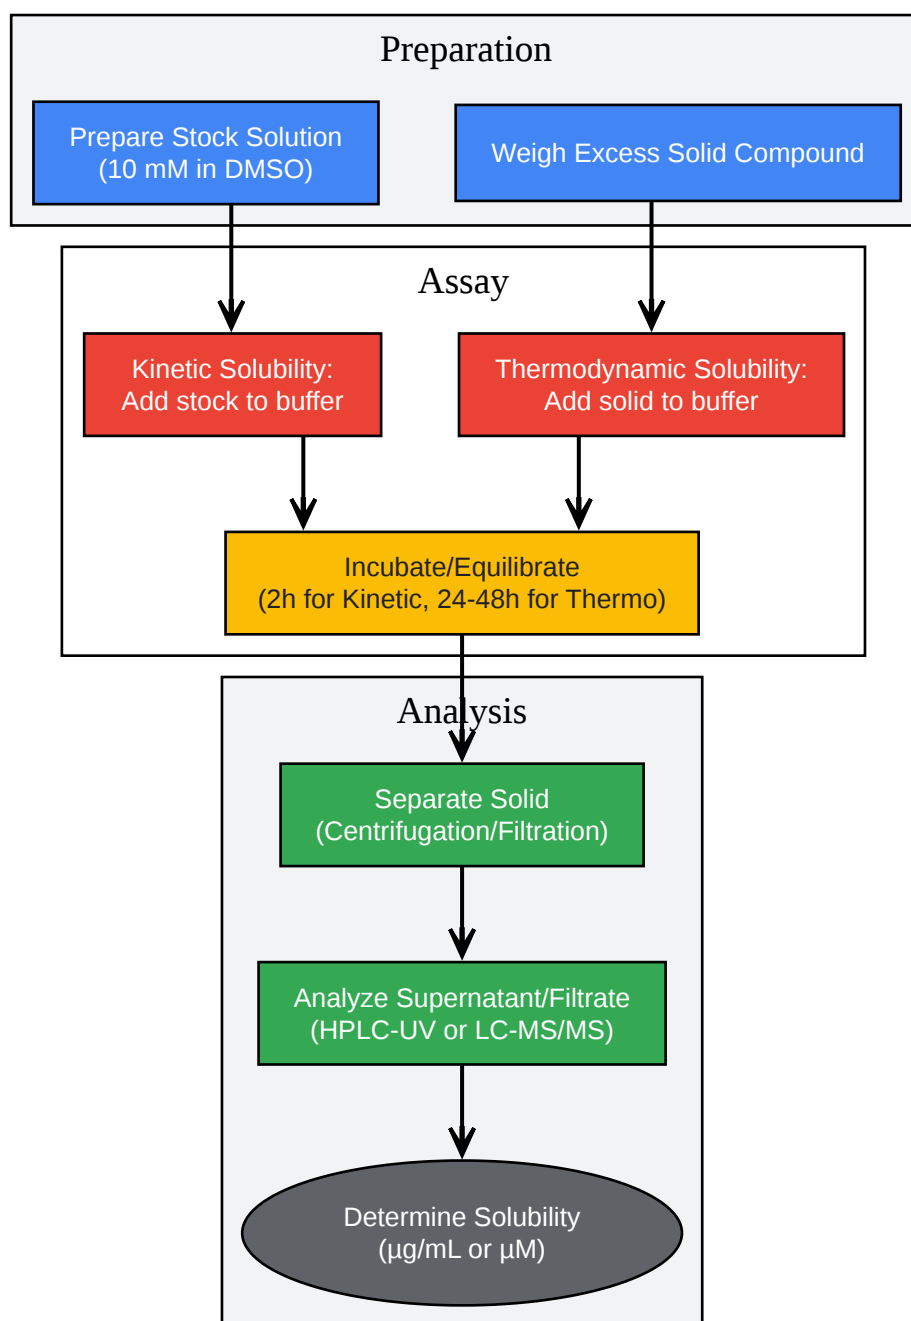 Preparation
Prepare Stock Solution
(10 mM in DMSO)
Weigh Excess Solid Compound
Assay
Kinetic Solubility:
Add stock to buffer
Thermodynamic Solubility:
Add solid to buffer
Incubate/Equilibrate
(2h for Kinetic, 24-48h for Thermo)
Analysis
Separate Solid
(Centrifugation/Filtration)
Analyze Supernatant/Filtrate
(HPLC-UV or LC-MS/MS)
Determine Solubility
(µg/mL or µM)